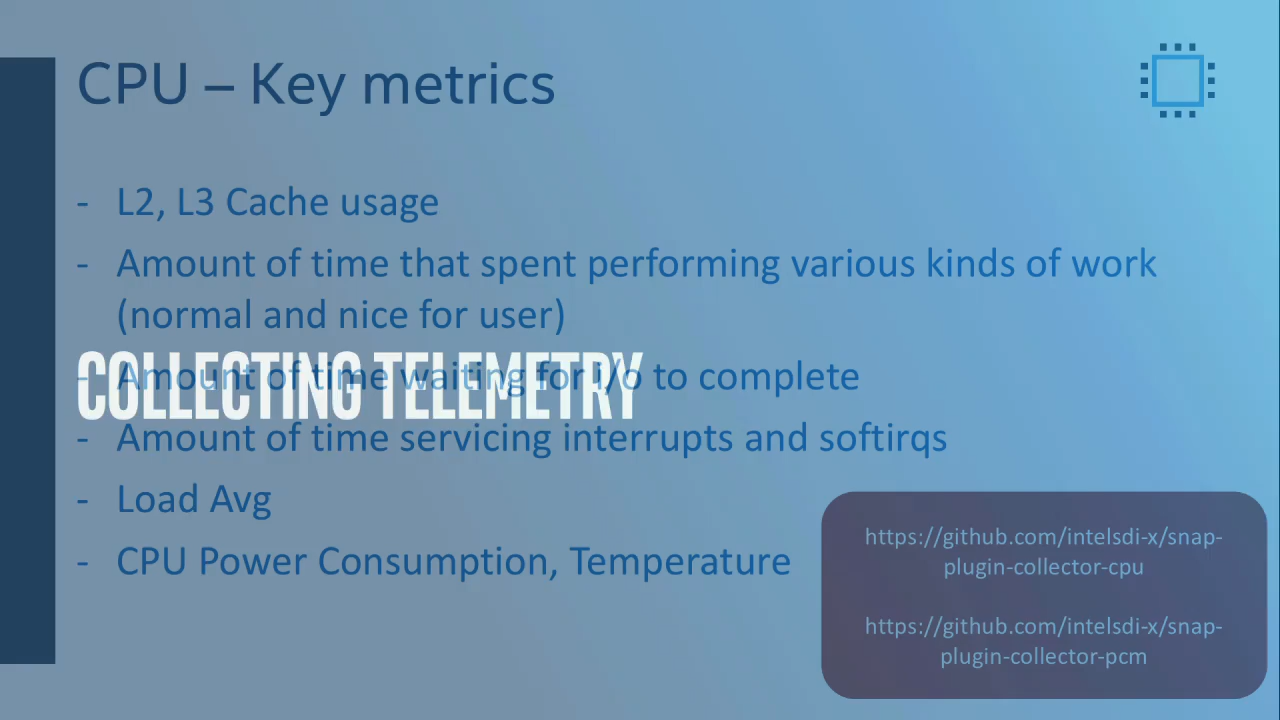 CPU – Key metrics
- L2, L3 Cache usage
- Amount of time that spent performing various kinds of work
(normal and nice for user)
- Amount of time waiting for i/o to complete
COLLECTING TELEMETRY
- Amount of time servicing interrupts and softirqs
- Load Avg
- CPU Power Consumption, Temperature
https://github.com/intelsdi-x/snap-
plugin-collector-cpu
https://github.com/intelsdi-x/snap-
plugin-collector-pcm